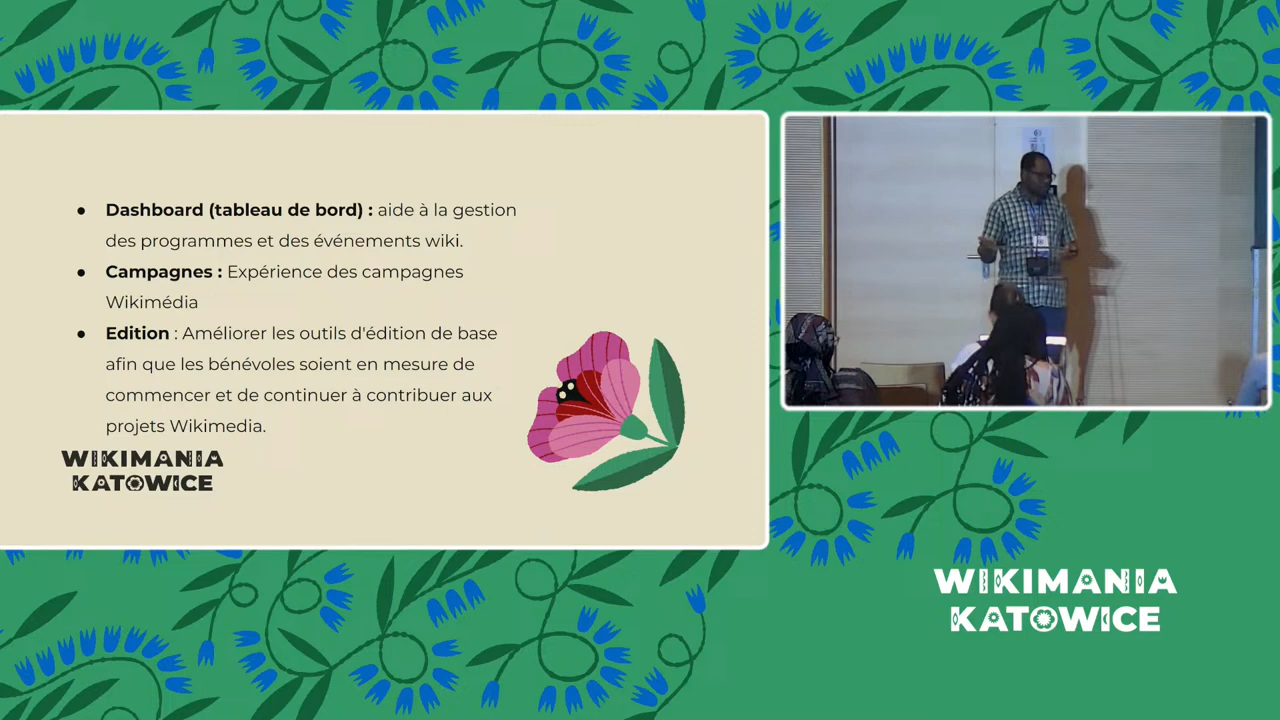 Dashboard (tableau de bord) : aide à la gestion
des programmes et des événements wiki.
Campagnes : Expérience des campagnes
Wikimédia
Edition : Améliorer les outils d'édition de base
afin que les bénévoles soient en mesure de
commencer et de continuer à contribuer aux
projets Wikimedia.
WIKIMANIA
KATOWICE
WIKIMANIA
KATOWICE